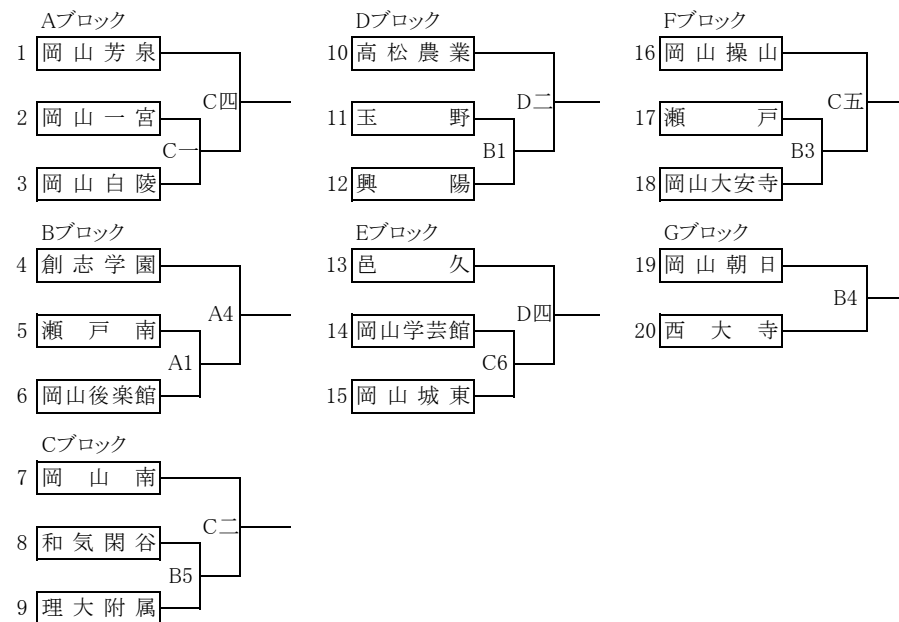 Aブロック
1 岡山芳泉
C四
2 岡山一宮
C一
3 岡山白陵
Bブロック
4 創志学園
A4
5 瀬戸南
A1
6 岡山後楽館
Cブロック
7 岡山南
C二
8 和気閑谷
B5
9 理大附属
Dブロック
10 高松農業
D二
11 玉野
B1
12 興陽
Eブロック
13 邑久
D四
14 岡山学芸館
C6
15 岡山城東
Fブロック
16 岡山操山
C五
17 瀬戸
B3
18 岡山大安寺
Gブロック
19 岡山朝日
B4
20 西大寺